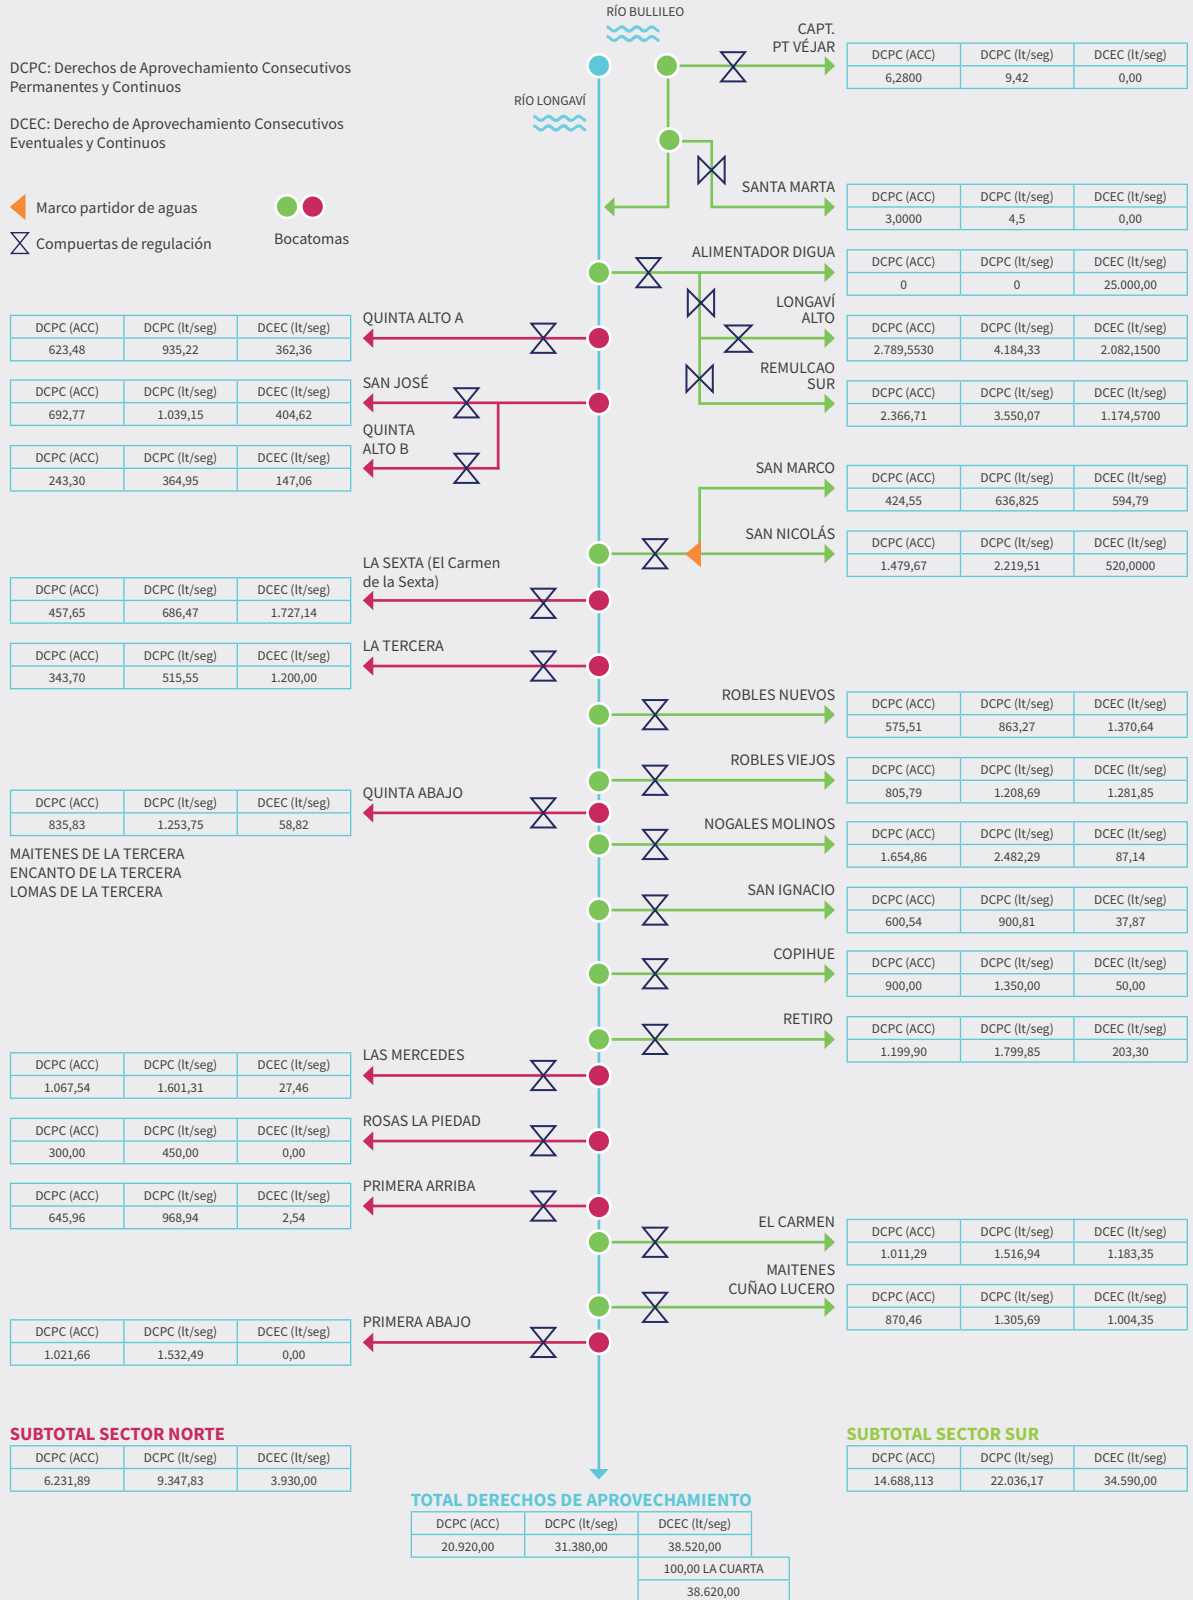 RÍO BULLILEO
DCPC: Derechos de Aprovechamiento Consecutivos
Permanentes y Continuos
DCEC: Derecho de Aprovechamiento Consecutivos
Eventuales y Continuos
Marco partidor de aguas
Compuertas de regulación
Bocatomas
RÍO LONGAVÍ
CAPT.
PT VÉJAR
DCPC (ACC) DCPC (lt/seg) DCEC (lt/seg)
6,2800 9,42 0,00
SANTA MARTA
DCPC (ACC) DCPC (lt/seg) DCEC (lt/seg)
3,0000 4,5 0,00
ALIMENTADOR DIGUA
DCPC (ACC) DCPC (lt/seg) DCEC (lt/seg)
0 0 25.000,00
QUINTA ALTO A
DCPC (ACC) DCPC (lt/seg) DCEC (lt/seg)
623,48 935,22 362,36
LONGAVÍ
ALTO
DCPC (ACC) DCPC (lt/seg) DCEC (lt/seg)
2.789,5530 4.184,33 2.082,1500
SAN JOSÉ
DCPC (ACC) DCPC (lt/seg) DCEC (lt/seg)
692,77 1.039,15 404,62
REMULCAO
SUR
DCPC (ACC) DCPC (lt/seg) DCEC (lt/seg)
2.366,71 3.550,07 1.174,5700
QUINTA
ALTO B
DCPC (ACC) DCPC (lt/seg) DCEC (lt/seg)
243,30 364,95 147,06
SAN MARCO
DCPC (ACC) DCPC (lt/seg) DCEC (lt/seg)
424,55 636,825 594,79
SAN NICOLÁS
DCPC (ACC) DCPC (lt/seg) DCEC (lt/seg)
1.479,67 2.219,51 520,0000
LA SEXTA (El Carmen
de la Sexta)
DCPC (ACC) DCPC (lt/seg) DCEC (lt/seg)
457,65 686,47 1.727,14
LA TERCERA
DCPC (ACC) DCPC (lt/seg) DCEC (lt/seg)
343,70 515,55 1.200,00
ROBLES NUEVOS
DCPC (ACC) DCPC (lt/seg) DCEC (lt/seg)
575,51 863,27 1.370,64
ROBLES VIEJOS
DCPC (ACC) DCPC (lt/seg) DCEC (lt/seg)
805,79 1.208,69 1.281,85
QUINTA ABAJO
DCPC (ACC) DCPC (lt/seg) DCEC (lt/seg)
835,83 1.253,75 58,82
MAITENES DE LA TERCERA
ENCANTO DE LA TERCERA
LOMAS DE LA TERCERA
NOGALES MOLINOS
DCPC (ACC) DCPC (lt/seg) DCEC (lt/seg)
1.654,86 2.482,29 87,14
SAN IGNACIO
DCPC (ACC) DCPC (lt/seg) DCEC (lt/seg)
600,54 900,81 37,87
COPIHUE
DCPC (ACC) DCPC (lt/seg) DCEC (lt/seg)
900,00 1.350,00 50,00
RETIRO
DCPC (ACC) DCPC (lt/seg) DCEC (lt/seg)
1.199,90 1.799,85 203,30
LAS MERCEDES
DCPC (ACC) DCPC (lt/seg) DCEC (lt/seg)
1.067,54 1.601,31 27,46
ROSAS LA PIEDAD
DCPC (ACC) DCPC (lt/seg) DCEC (lt/seg)
300,00 450,00 0,00
PRIMERA ARRIBA
DCPC (ACC) DCPC (lt/seg) DCEC (lt/seg)
645,96 968,94 2,54
EL CARMEN
DCPC (ACC) DCPC (lt/seg) DCEC (lt/seg)
1.011,29 1.516,94 1.183,35
MAITENES
CUÑAO LUCERO
DCPC (ACC) DCPC (lt/seg) DCEC (lt/seg)
870,46 1.305,69 1.004,35
PRIMERA ABAJO
DCPC (ACC) DCPC (lt/seg) DCEC (lt/seg)
1.021,66 1.532,49 0,00
SUBTOTAL SECTOR NORTE
DCPC (ACC) DCPC (lt/seg) DCEC (lt/seg)
6.231,89 9.347,83 3.930,00
SUBTOTAL SECTOR SUR
DCPC (ACC) DCPC (lt/seg) DCEC (lt/seg)
14.688,113 22.036,17 34.590,00
TOTAL DERECHOS DE APROVECHAMIENTO
DCPC (ACC) DCPC (lt/seg) DCEC (lt/seg)
20.920,00 31.380,00 38.520,00
100,00 LA CUARTA
38.620,00